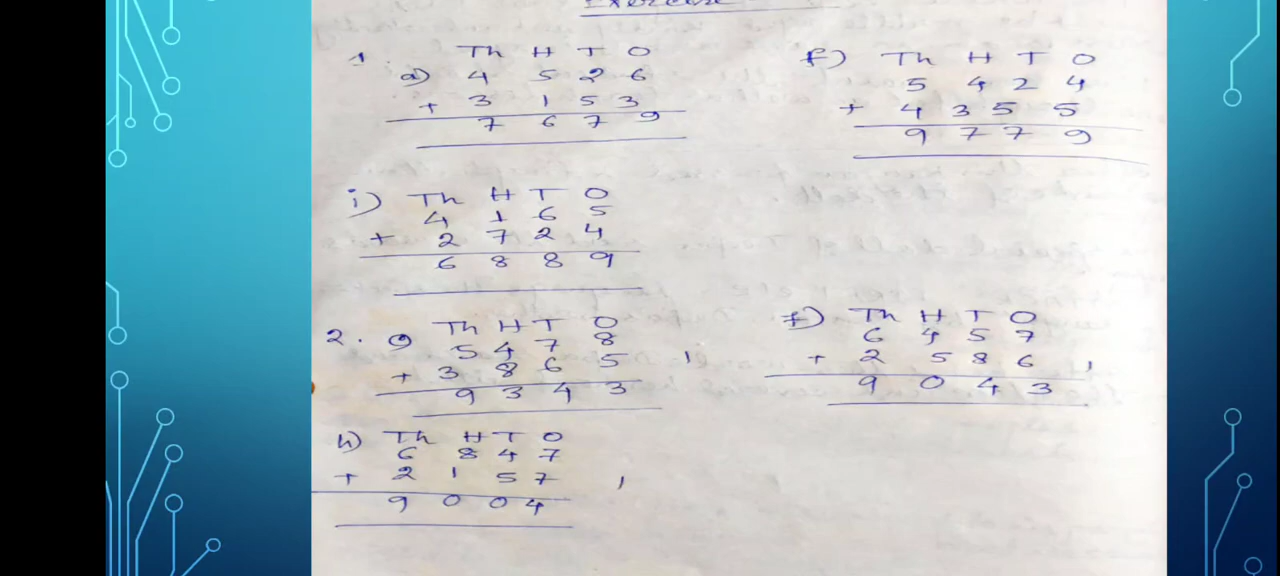 Exercise
1 a) Th H T O
4 5 2 6
+ 3 1 5 3
7 6 7 9
f) Th H T O
5 4 2 4
+ 4 3 5 5
9 7 7 9
i) Th H T O
4 1 6 5
+ 2 7 2 4
6 8 8 9
2. g Th H T O
5 4 7 8
+ 3 8 6 5 1
9 3 4 3
f) Th H T O
6 4 5 7
+ 2 5 8 6 1
9 0 4 3
h) Th H T O
6 8 4 7
+ 2 1 5 7 1
9 0 0 4